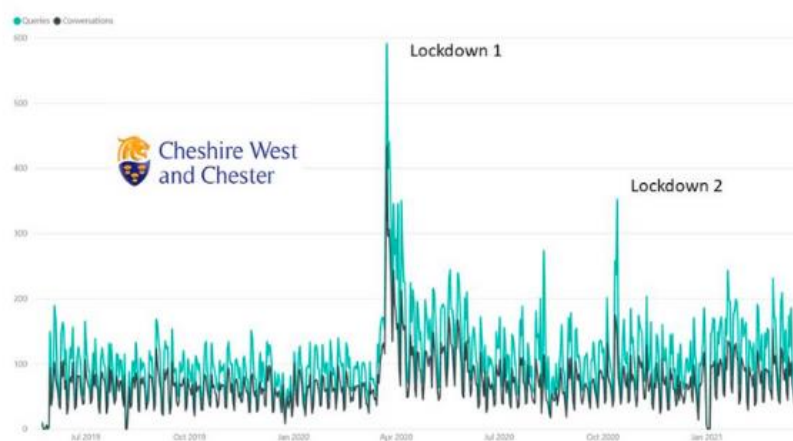 Queries Conversations
600
Lockdown 1
500
Cheshire West
and Chester
400
Lockdown 2
300
200
100
0
Jul 2019 Oct 2019 Jan 2022 Apr 2020 Jul 2020 Oct 2020 Jan 2021